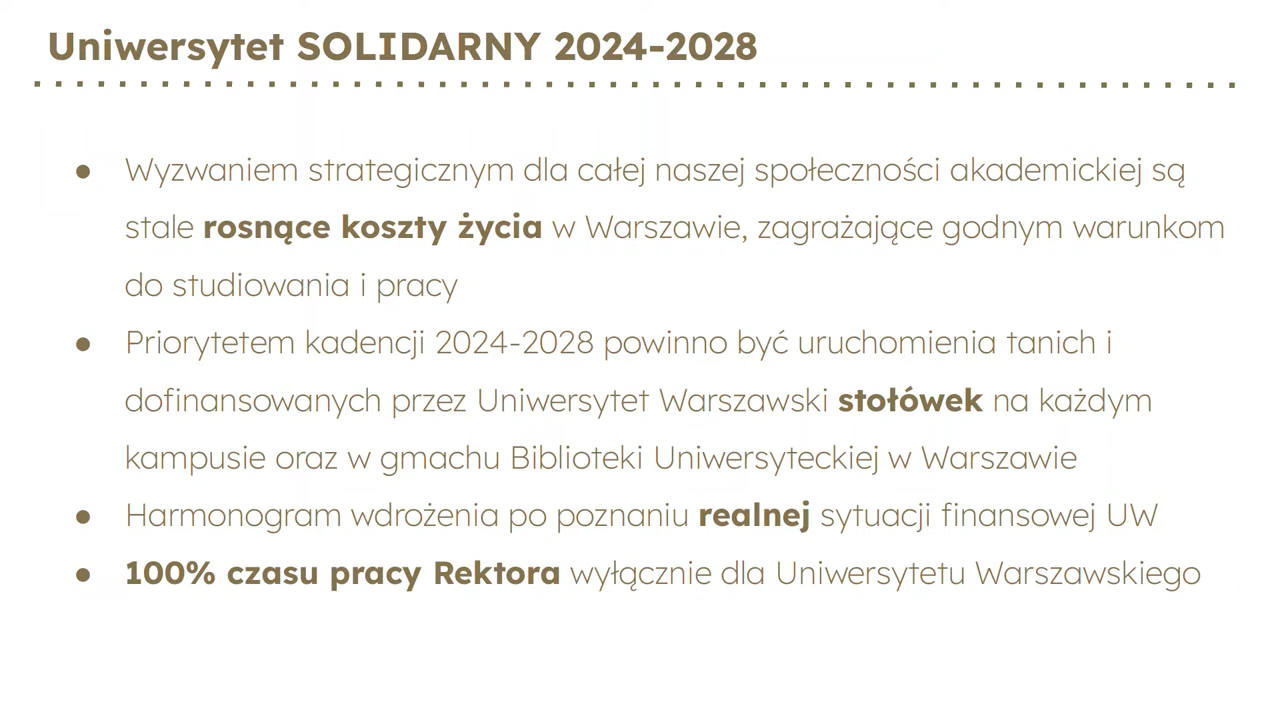 Uniwersytet SOLIDARNY 2024-2028
● Wyzwaniem strategicznym dla całej naszej społeczności akademickiej są
stale rosnące koszty życia w Warszawie, zagrażające godnym warunkom
do studiowania i pracy
● Priorytetem kadencji 2024-2028 powinno być uruchomienia tanich i
dofinansowanych przez Uniwersytet Warszawski stołówek na każdym
kampusie oraz w gmachu Biblioteki Uniwersyteckiej w Warszawie
● Harmonogram wdrożenia po poznaniu realnej sytuacji finansowej UW
● 100% czasu pracy Rektora wyłącznie dla Uniwersytetu Warszawskiego